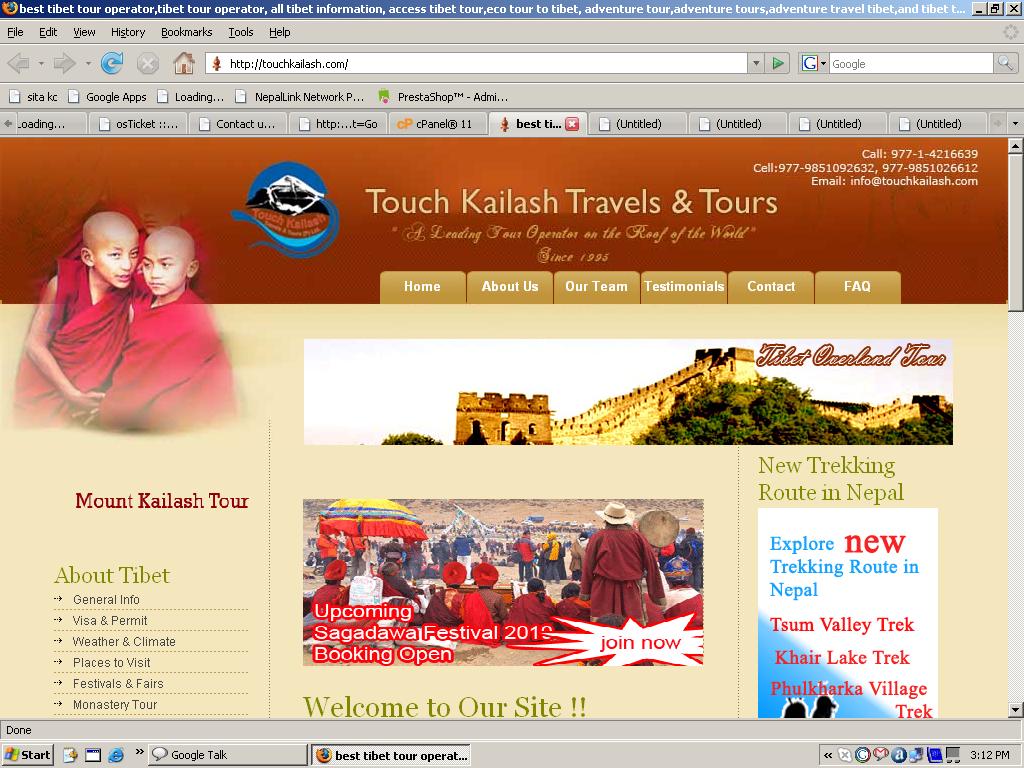 best tibet tour operator,tibet tour operator, all tibet information, access tibet tour,eco tour to tibet, adventure tour,adventure tours,adventure travel tibet,and tibet t...
File Edit View History Bookmarks Tools Help
http://touchkailash.com/
G Google
sita kc Google Apps Loading... NepalLink Network P... PrestaShop™ - Admi...
Loading... osTicket ::... Contact u... http:...t=Go cP cPanel® 11 best ti... (Untitled) (Untitled) (Untitled) (Untitled)
Call: 977-1-4216639
Cell:977-9851092632, 977-9851026612
Email: info@touchkailash.com
Touch Kailash
Touch Kailash Travels & Tours
" A Leading Tour Operator on the Roof of the World"
Since 1995
Home About Us Our Team Testimonials Contact FAQ
Tibet Overland Tour
Mount Kailash Tour
About Tibet
General Info
Visa & Permit
Weather & Climate
Places to Visit
Festivals & Fairs
Monastery Tour
Upcoming
Sagadawa Festival
Booking Open
join now
Welcome to Our Site !!
New Trekking
Route in Nepal
Explore new
Trekking Route in
Nepal
Tsum Valley Trek
Khair Lake Trek
Phulkharka Village
Trek
Done
Start
Google Talk
best tibet tour operat...
3:12 PM